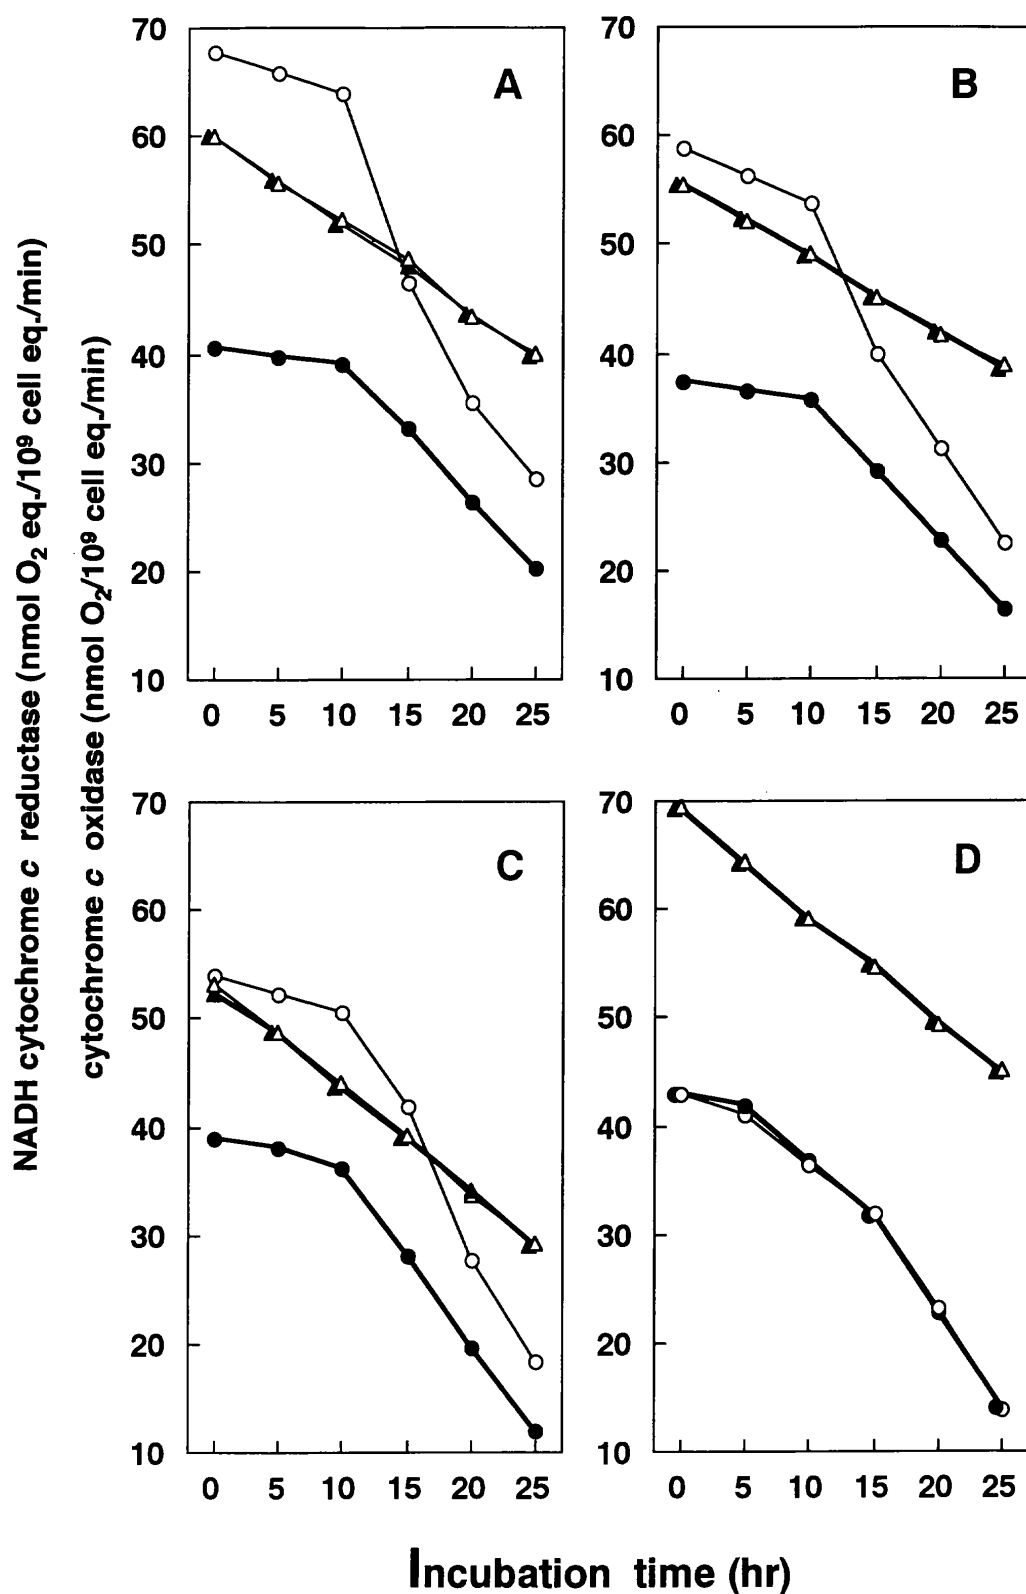 NADH cytochrome c reductase (nmol O2 eq./10⁹ cell eq./min)
cytochrome c oxidase (nmol O2/10⁹ cell eq./min)
A
70
60
50
40
30
20
10
0 5 10 15 20 25
B
70
60
50
40
30
20
10
0 5 10 15 20 25
C
70
60
50
40
30
20
10
0 5 10 15 20 25
D
70
60
50
40
30
20
10
0 5 10 15 20 25
Incubation time (hr)